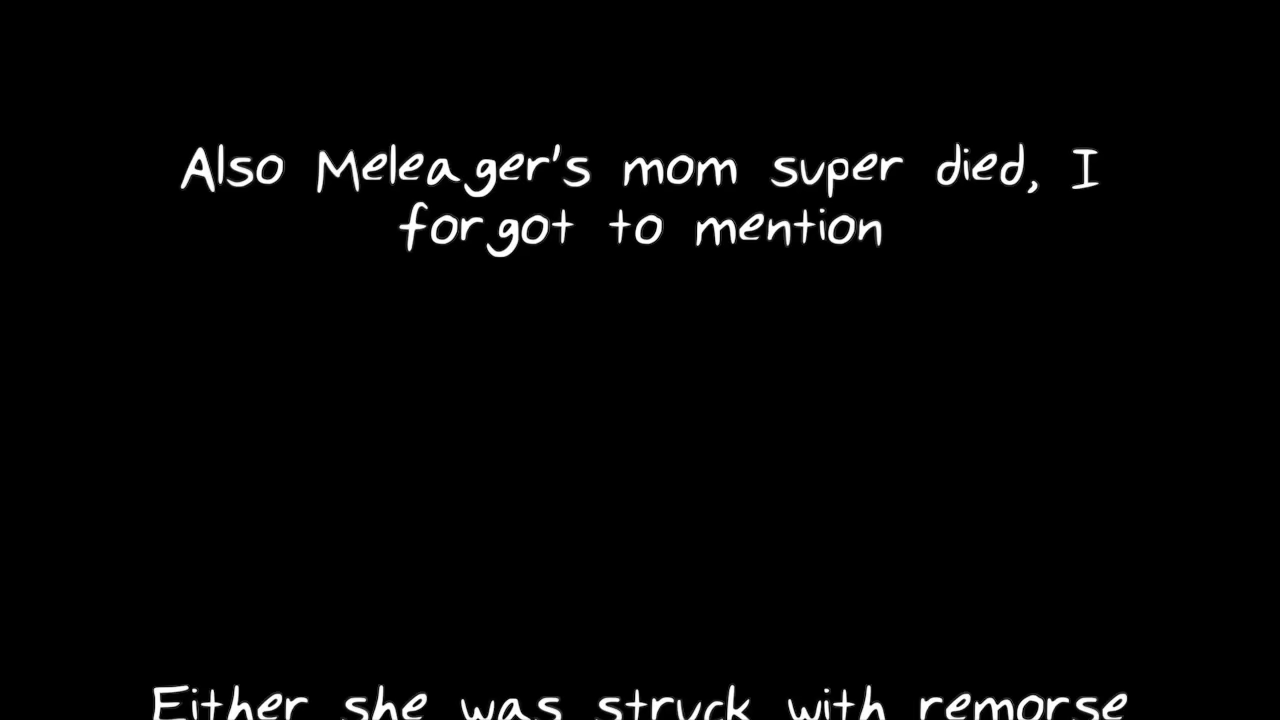 Also Meleager's mom super died, I
forgot to mention
Either she was struck with remorse